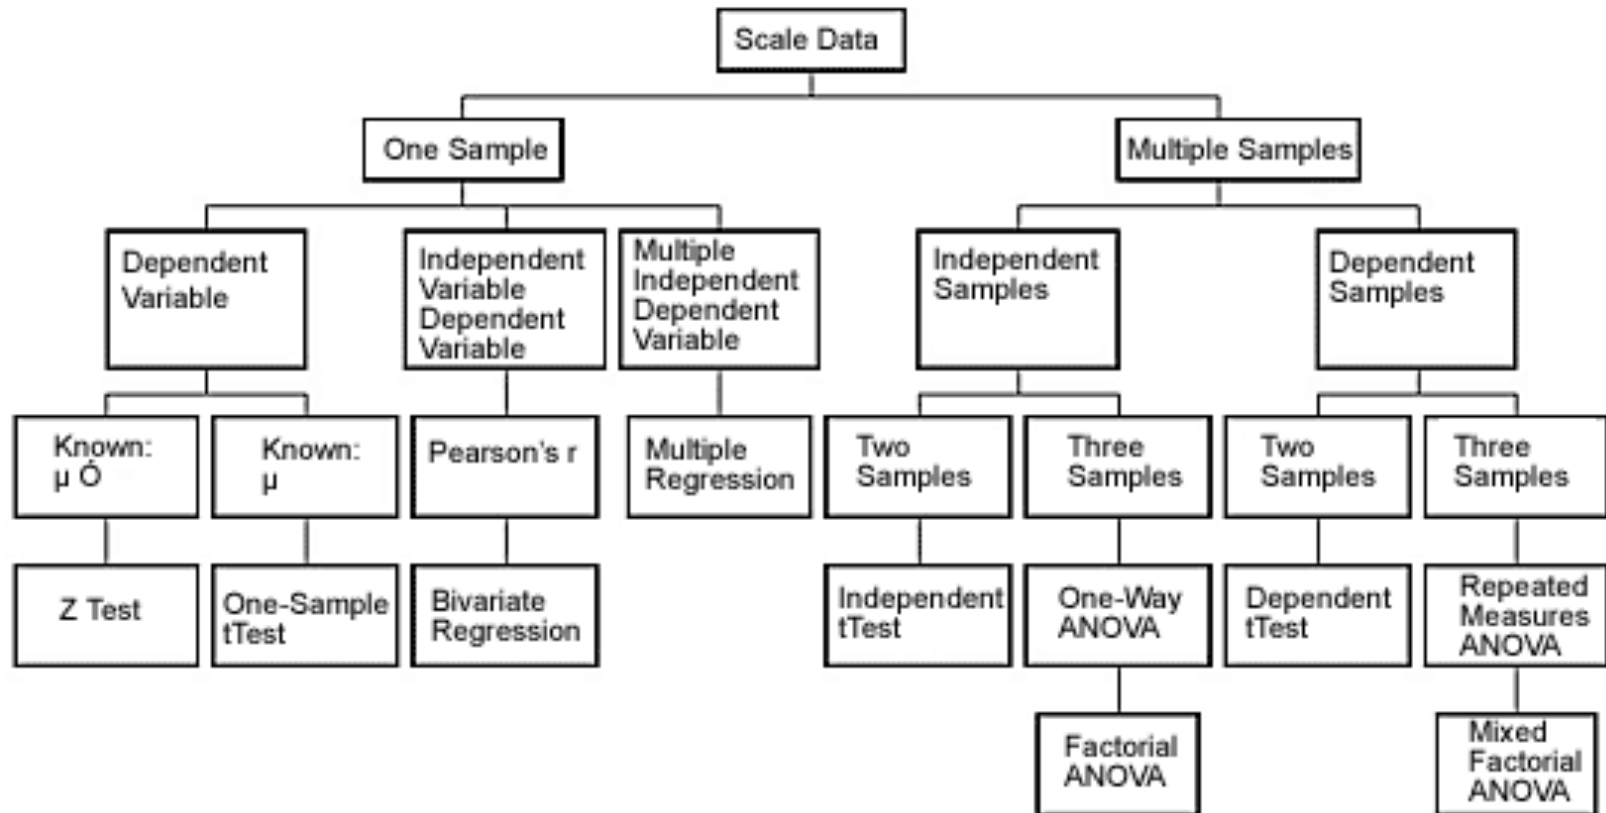 Scale Data
One Sample
Multiple Samples
Dependent
Variable
Independent
Variable
Dependent
Variable
Multiple
Independent
Dependent
Variable
Independent
Samples
Dependent
Samples
Known:
µ Ó
Known:
µ
Pearson's r
Multiple
Regression
Two
Samples
Three
Samples
Two
Samples
Three
Samples
Z Test
One-Sample
tTest
Bivariate
Regression
Independent
tTest
One-Way
ANOVA
Dependent
tTest
Repeated
Measures
ANOVA
Factorial
ANOVA
Mixed
Factorial
ANOVA